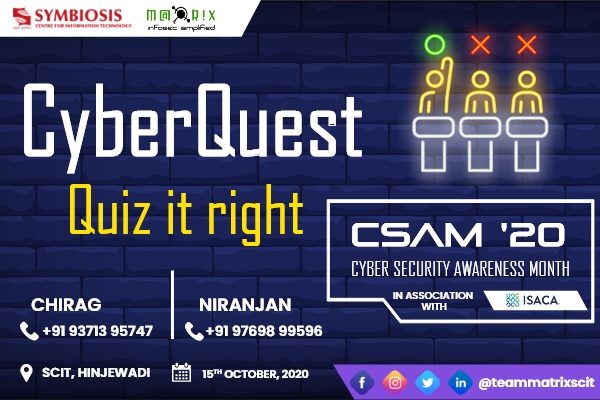 SYMBIOSIS
CENTRE FOR INFORMATION TECHNOLOGY
M@TR!X
infosec simplified
CyberQuest
Quiz it right
CSAM '20
CYBER SECURITY AWARENESS MONTH
IN ASSOCIATION
WITH
ISACA.
CHIRAG
+91 93713 95747
NIRANJAN
+91 97698 99596
SCIT, HINJEWADI
15TH OCTOBER, 2020
@teammatrixscit